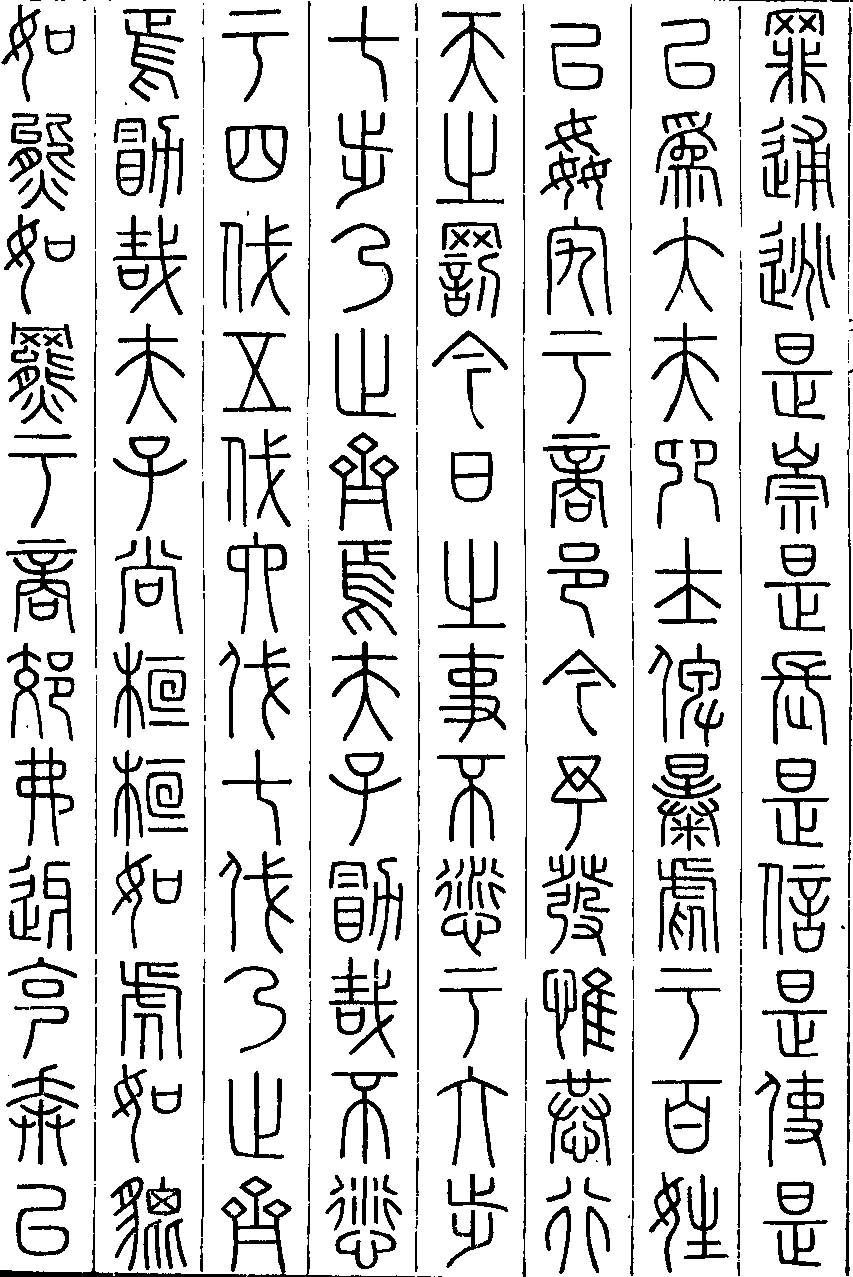 罪逋逃是崇是長是信是使是
以為大夫卿士俾暴虐于百姓
以姦宄于商邑今予發惟恭行
天之罰今日之事不愆于六步
七步乃止齊焉夫子勖哉不愆
于四伐五伐六伐七伐乃止齊
焉勖哉夫子尚桓桓如虎如貔
如熊如羆于商郊弗迓克奔以